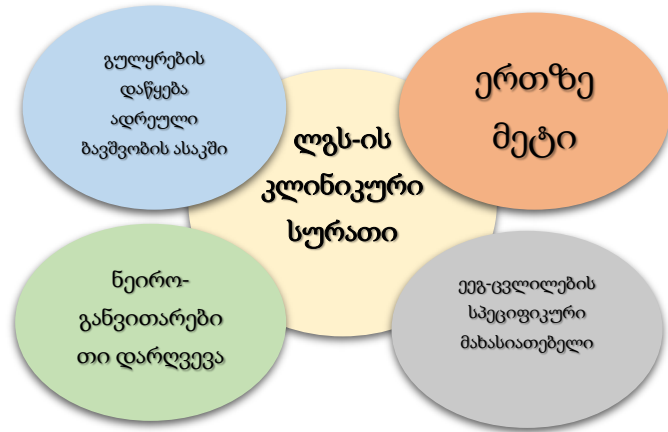 გულყრების
დაწყება
ადრეული
ბავშვობის ასაკში
ერთზე
მეტი
ლგს-ის
კლინიკური
სურათი
ნეირო-
განვითარები
თი დარღვევა
ეეგ-ცვლილების
სპეციფიკური
მახასიათებელი